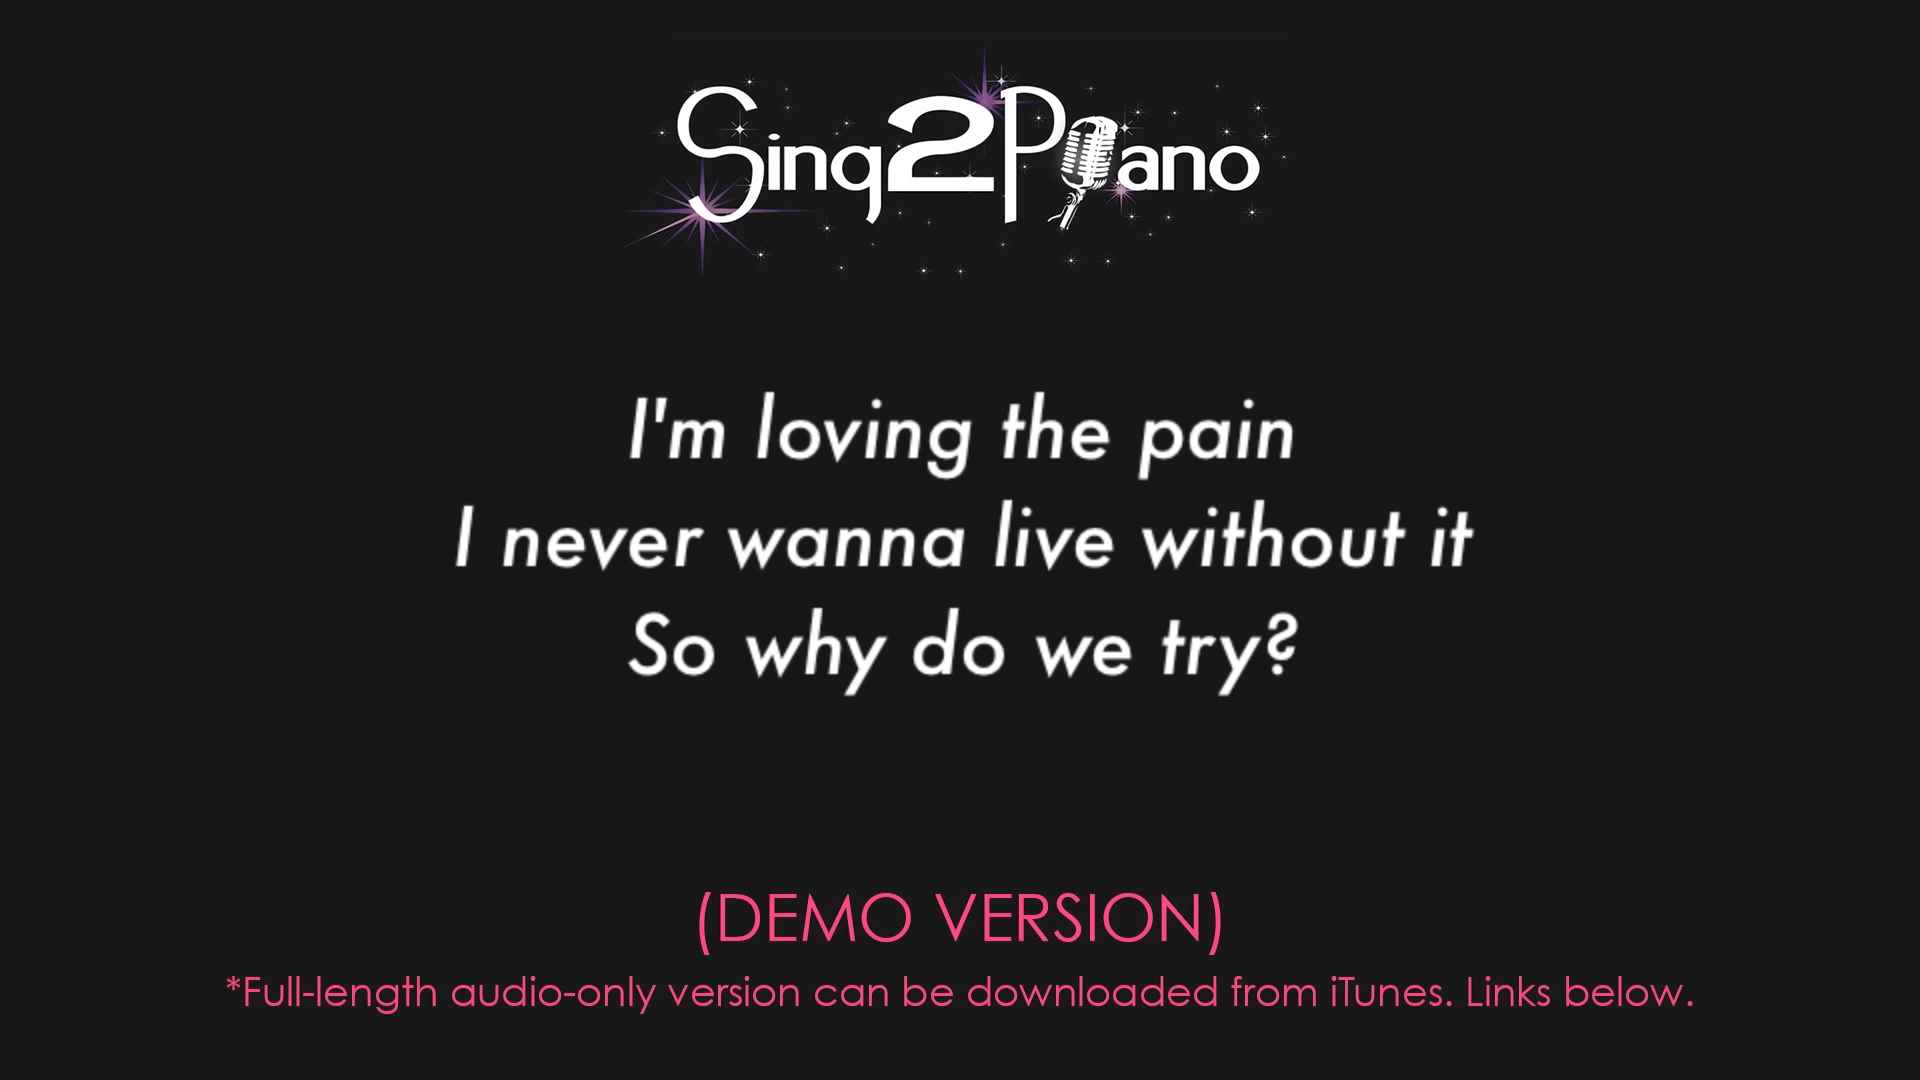 Sing2Piano
I'm loving the pain
I never wanna live without it
So why do we try?
(DEMO VERSION)
*Full-length audio-only version can be downloaded from iTunes. Links below.